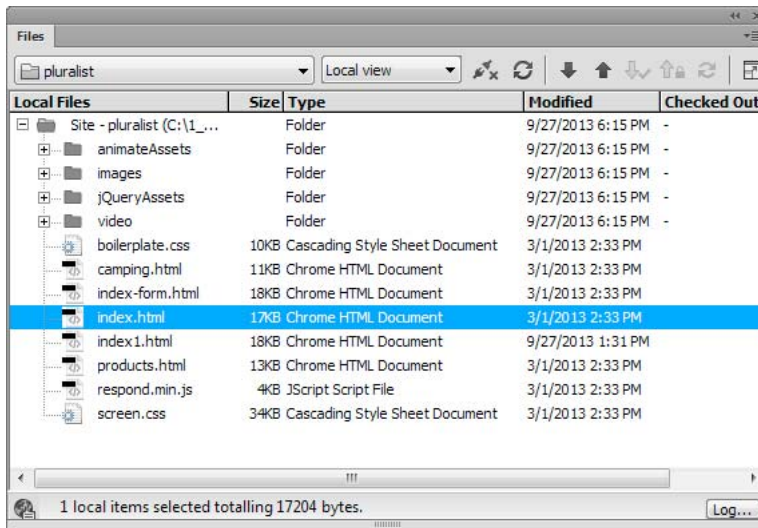 Files
pluralist Local view
Local Files Size Type Modified Checked Out
Site - pluralist (C:\1_... Folder 9/27/2013 6:15 PM -
animateAssets Folder 9/27/2013 6:15 PM -
images Folder 9/27/2013 6:15 PM -
jQueryAssets Folder 9/27/2013 6:15 PM -
video Folder 9/27/2013 6:15 PM -
boilerplate.css 10KB Cascading Style Sheet Document 3/1/2013 2:33 PM
camping.html 11KB Chrome HTML Document 3/1/2013 2:33 PM
index-form.html 18KB Chrome HTML Document 3/1/2013 2:33 PM
index.html 17KB Chrome HTML Document 3/1/2013 2:33 PM
index1.html 18KB Chrome HTML Document 9/27/2013 1:31 PM
products.html 13KB Chrome HTML Document 3/1/2013 2:33 PM
respond.min.js 4KB JScript Script File 3/1/2013 2:33 PM
screen.css 34KB Cascading Style Sheet Document 3/1/2013 2:33 PM
1 local items selected totalling 17204 bytes. Log...